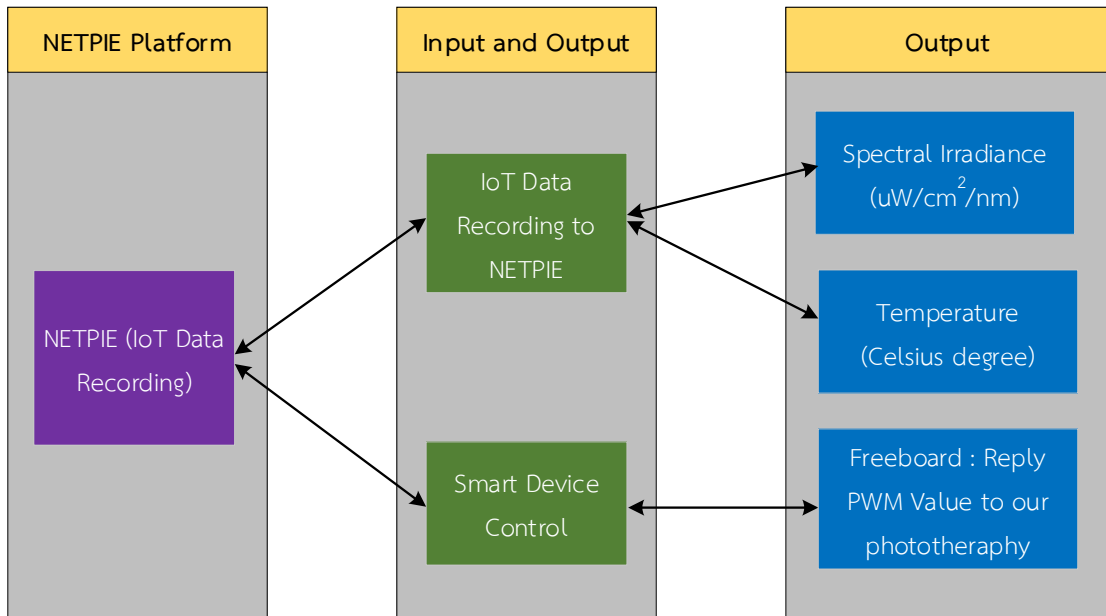 NETPIE Platform
Input and Output
Output
NETPIE (IoT Data
Recording)
IoT Data
Recording to
NETPIE
Smart Device
Control
Spectral Irradiance
(uW/cm²/nm)
Temperature
(Celsius degree)
Freeboard : Reply
PWM Value to our
phototheraphy